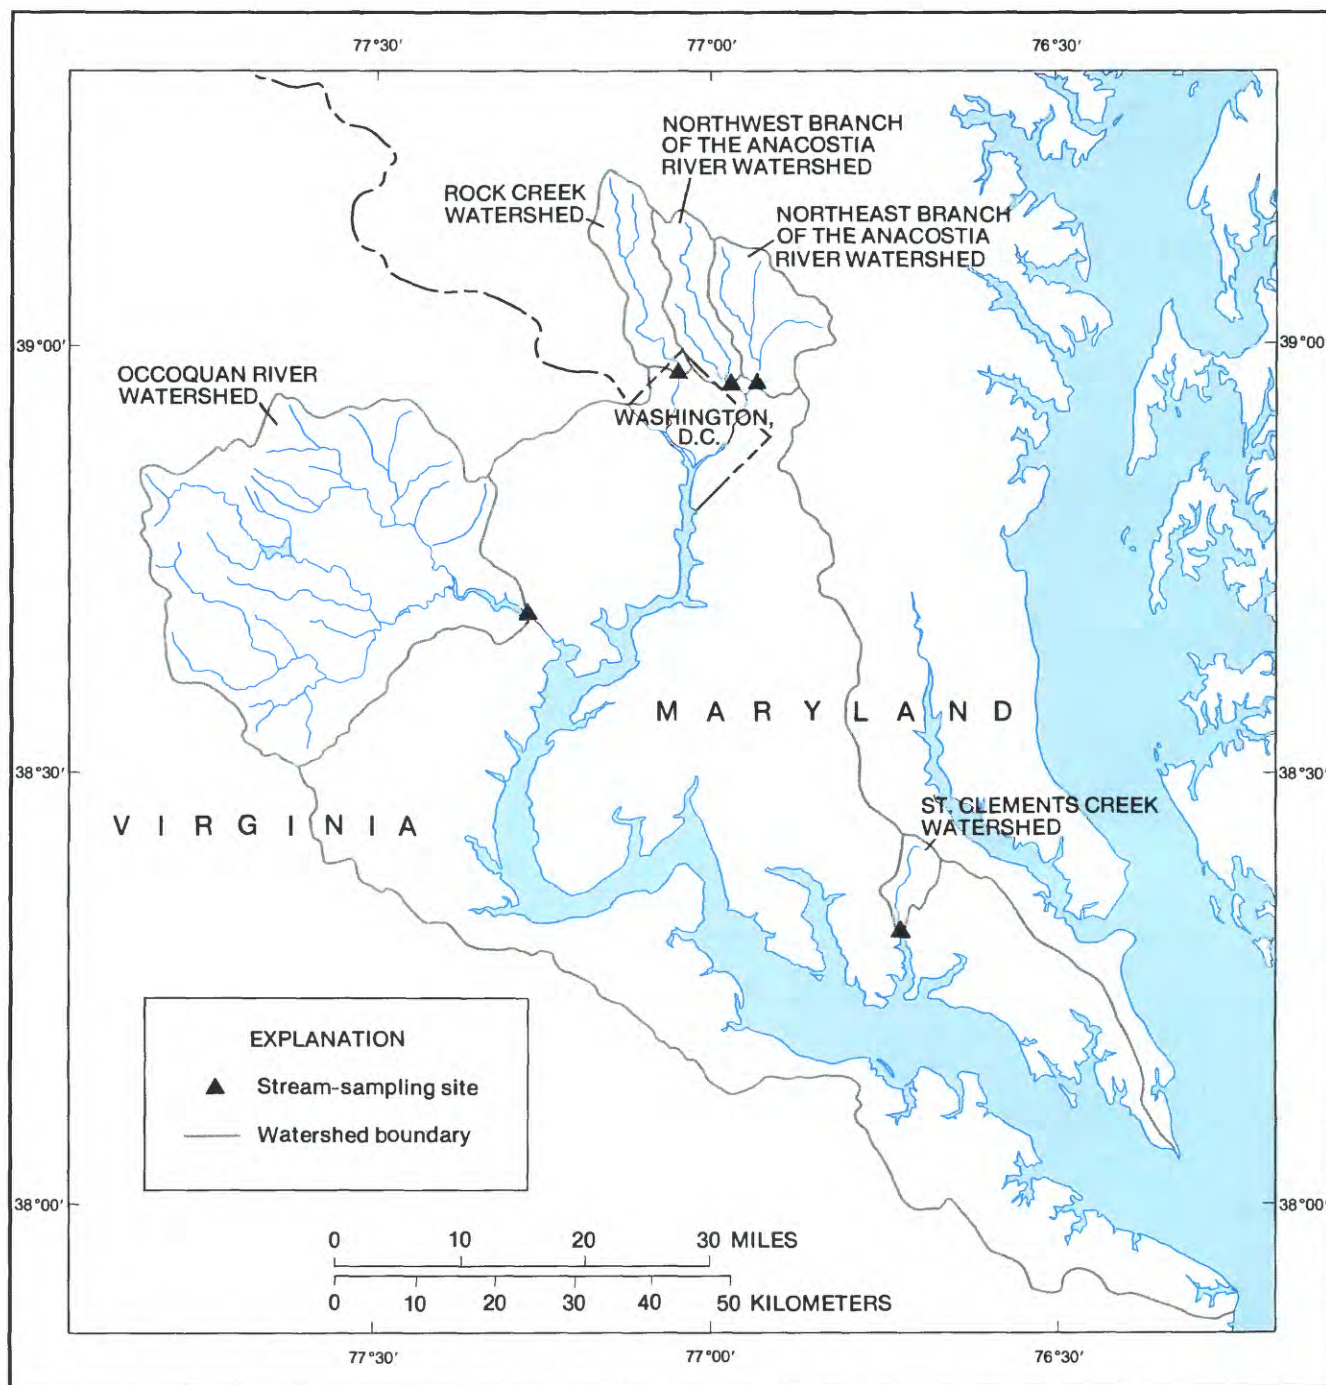 77°30'
77°00'
76°30'
NORTHWEST BRANCH
OF THE ANACOSTIA
RIVER WATERSHED
ROCK CREEK
WATERSHED
NORTHEAST BRANCH
OF THE ANACOSTIA
RIVER WATERSHED
39°00'
39°00'
OCCOQUAN RIVER
WATERSHED
WASHINGTON,
D.C.
MARYLAND
38°30'
38°30'
ST. CLEMENTS CREEK
WATERSHED
VIRGINIA
EXPLANATION
Stream-sampling site
Watershed boundary
38°00'
38°00'
0 10 20 30 MILES
0 10 20 30 40 50 KILOMETERS
77°30'
77°00'
76°30'